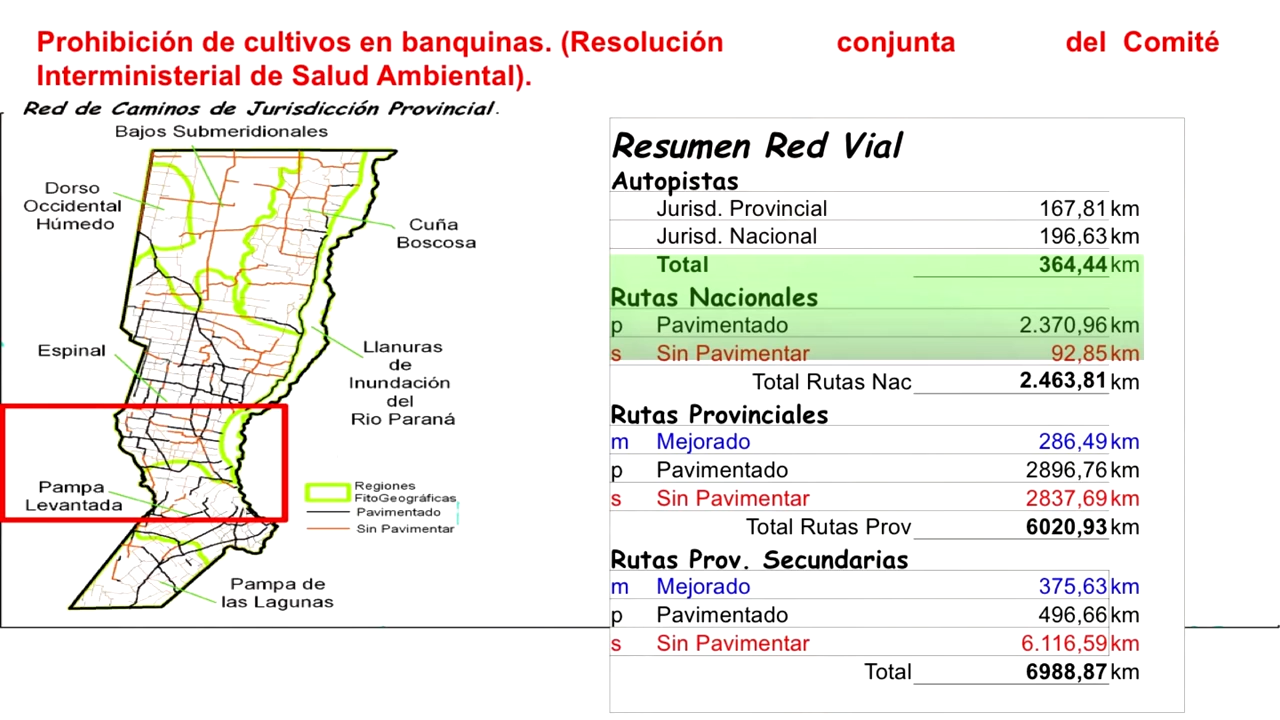 Prohibición de cultivos en banquinas. (Resolución conjunta del Comité
Interministerial de Salud Ambiental).
Red de Caminos de Jurisdicción Provincial.
Bajos Submeridionales
Dorso
Occidental
Húmedo
Cuña
Boscosa
Espinal
Llanuras
de
Inundación
del
Rio Paraná
Pampa
Levantada
Regiones
FitoGeográficas
Pavimentado
Sin Pavimentar
Pampa de
las Lagunas
Resumen Red Vial
Autopistas
Jurisd. Provincial 167,81 km
Jurisd. Nacional 196,63 km
Total 364,44 km
Rutas Nacionales
p Pavimentado 2.370,96 km
s Sin Pavimentar 92,85 km
Total Rutas Nac 2.463,81 km
Rutas Provinciales
m Mejorado 286,49 km
p Pavimentado 2896,76 km
s Sin Pavimentar 2837,69 km
Total Rutas Prov 6020,93 km
Rutas Prov. Secundarias
m Mejorado 375,63 km
p Pavimentado 496,66 km
s Sin Pavimentar 6.116,59 km
Total 6988,87 km